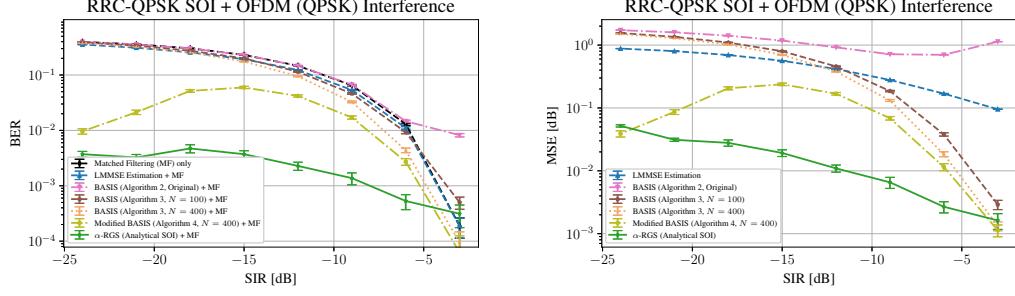 RRC-QPSK SOI + OFDM (QPSK) Interference
BER
10⁻¹
10⁻²
10⁻³
10⁻⁴
Matched Filtering (MF) only
LMMSE Estimation + MF
BASIS (Algorithm 2, Original) + MF
BASIS (Algorithm 3, N = 100) + MF
BASIS (Algorithm 3, N = 400) + MF
Modified BASIS (Algorithm 4, N = 400) + MF
α-RGS (Analytical SOI) + MF
−25 −20 −15 −10 −5
SIR [dB]
RRC-QPSK SOI + OFDM (QPSK) Interference
MSE [dB]
10⁰
10⁻¹
10⁻²
10⁻³
LMMSE Estimation
BASIS (Algorithm 2, Original)
BASIS (Algorithm 3, N = 100)
BASIS (Algorithm 3, N = 400)
Modified BASIS (Algorithm 4, N = 400)
α-RGS (Analytical SOI)
−25 −20 −15 −10 −5
SIR [dB]